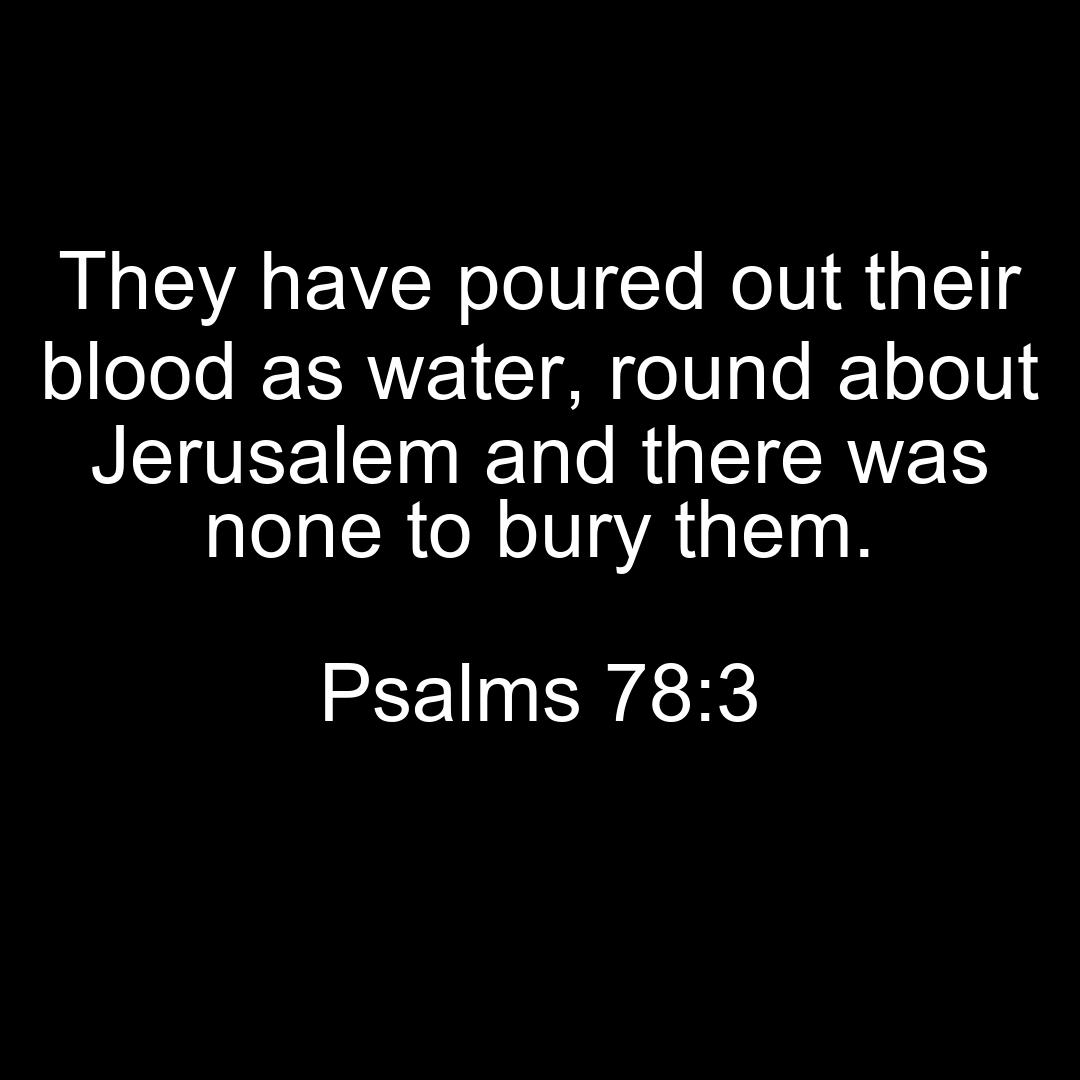 They have poured out their
blood as water, round about
Jerusalem and there was
none to bury them.
Psalms 78:3